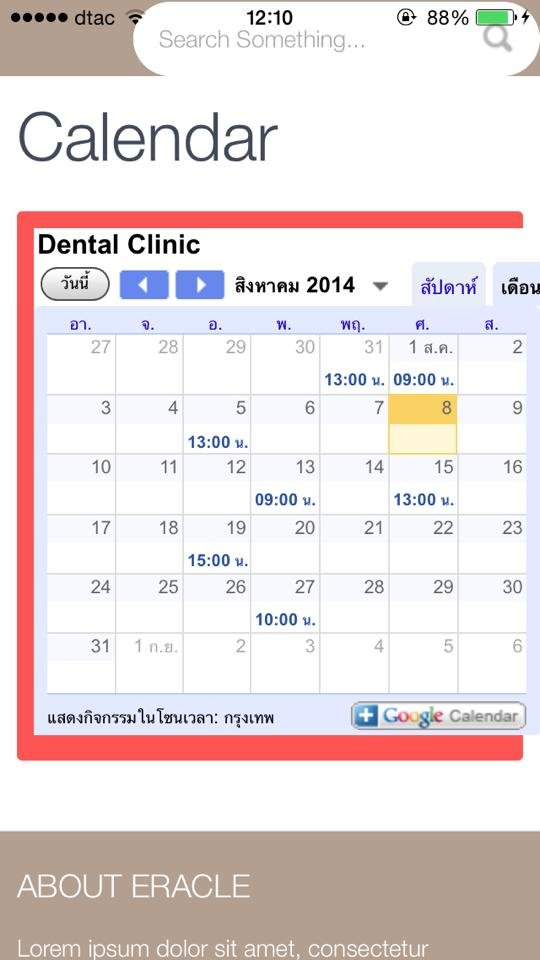 dtac 12:10 88%
Search Something...
Calendar
Dental Clinic
วันนี้ สิงหาคม 2014 สัปดาห์ เดือน
อา. จ. อ. พ. พฤ. ศ. ส.
27 28 29 30 31 1 ส.ค. 2
13:00 น. 09:00 น.
3 4 5 6 7 8 9
13:00 น.
10 11 12 13 14 15 16
09:00 น. 13:00 น.
17 18 19 20 21 22 23
15:00 น.
24 25 26 27 28 29 30
10:00 น.
31 1 ก.ย. 2 3 4 5 6
แสดงกิจกรรมในโซนเวลา: กรุงเทพ Google Calendar
ABOUT ERACLE
Lorem ipsum dolor sit amet, consectetur